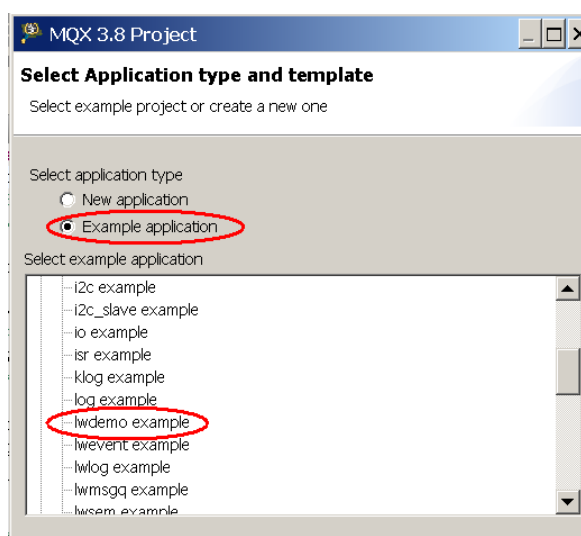 MQX 3.8 Project
Select Application type and template
Select example project or create a new one
Select application type
New application
Example application
Select example application
i2c example
i2c_slave example
io example
isr example
klog example
log example
lwdemo example
lwevent example
lwlog example
lwmsgq example
lwsem example